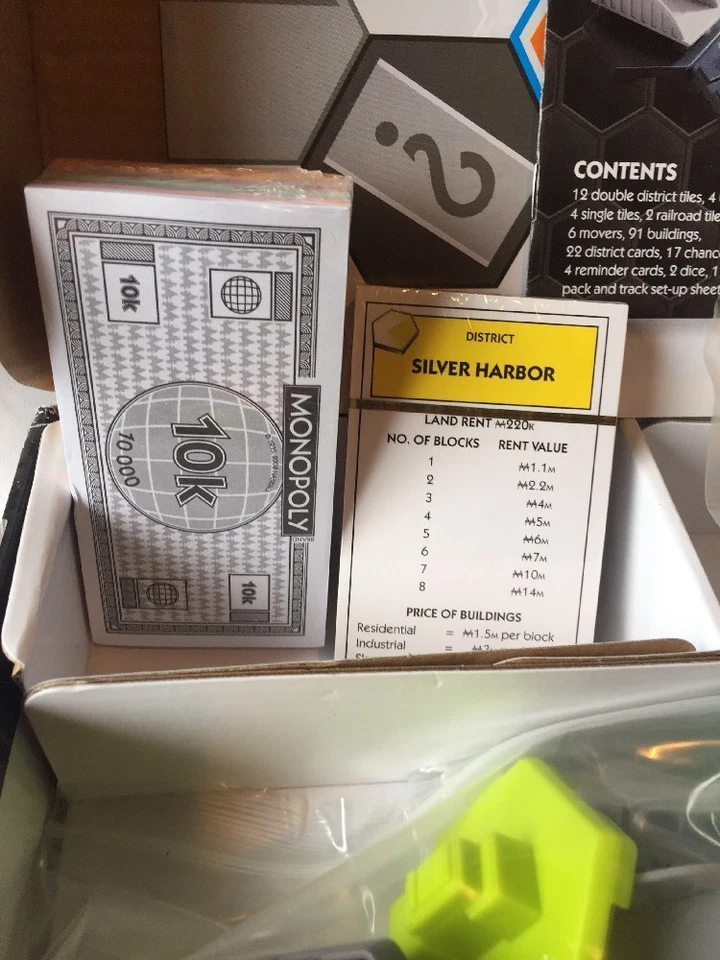 ?
CONTENTS
12 double district tiles, 4
4 single tiles, 2 railroad tile
6 movers, 91 buildings,
22 district cards, 17 chanc
4 reminder cards, 2 dice, 1
pack and track set-up sheet
10k
10k
10 000
MONOPOLY
BRAND
10k
DISTRICT
SILVER HARBOR
LAND RENT ₩220K
NO. OF BLOCKS RENT VALUE
1 ₩1.1M
2 ₩2.2M
3 ₩4M
4 ₩5M
5 ₩6M
6 ₩7M
7 ₩10M
8 ₩14M
PRICE OF BUILDINGS
Residential = ₩1.5M per block
Industrial =